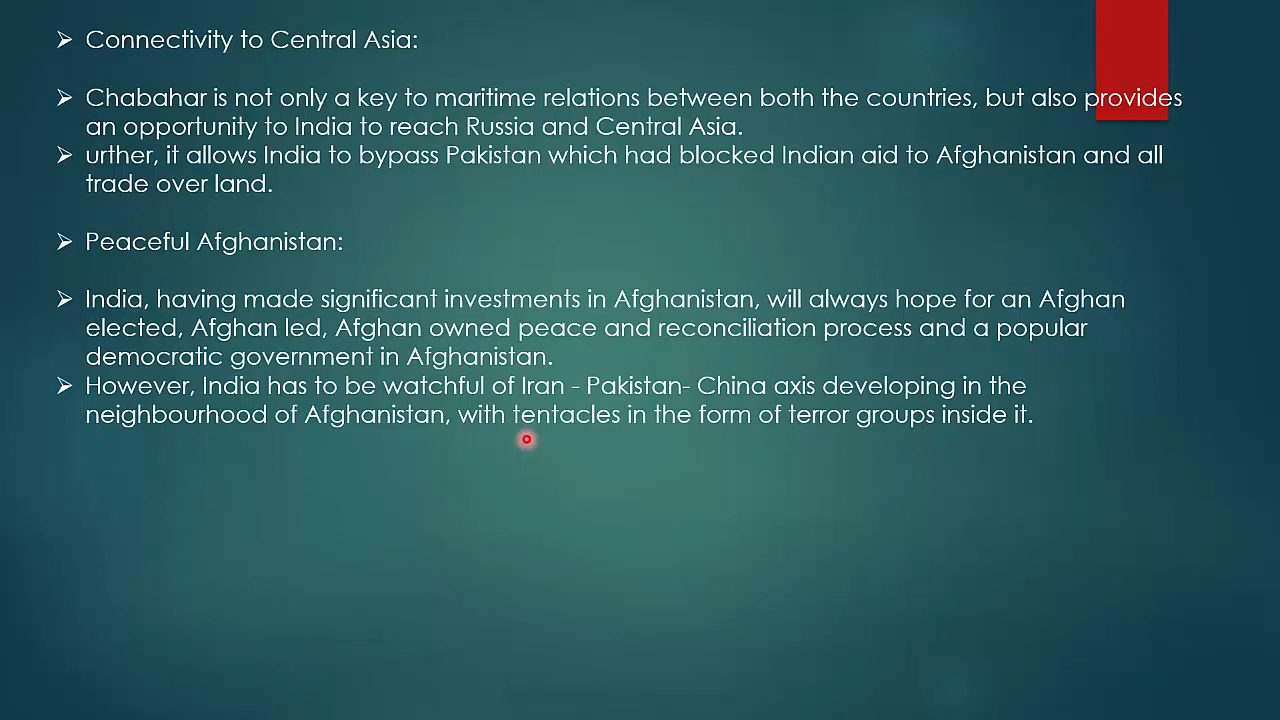 ➢ Connectivity to Central Asia:
➢ Chabahar is not only a key to maritime relations between both the countries, but also provides
an opportunity to India to reach Russia and Central Asia.
➢ urther, it allows India to bypass Pakistan which had blocked Indian aid to Afghanistan and all
trade over land.
➢ Peaceful Afghanistan:
➢ India, having made significant investments in Afghanistan, will always hope for an Afghan
elected, Afghan led, Afghan owned peace and reconciliation process and a popular
democratic government in Afghanistan.
➢ However, India has to be watchful of Iran - Pakistan- China axis developing in the
neighbourhood of Afghanistan, with tentacles in the form of terror groups inside it.